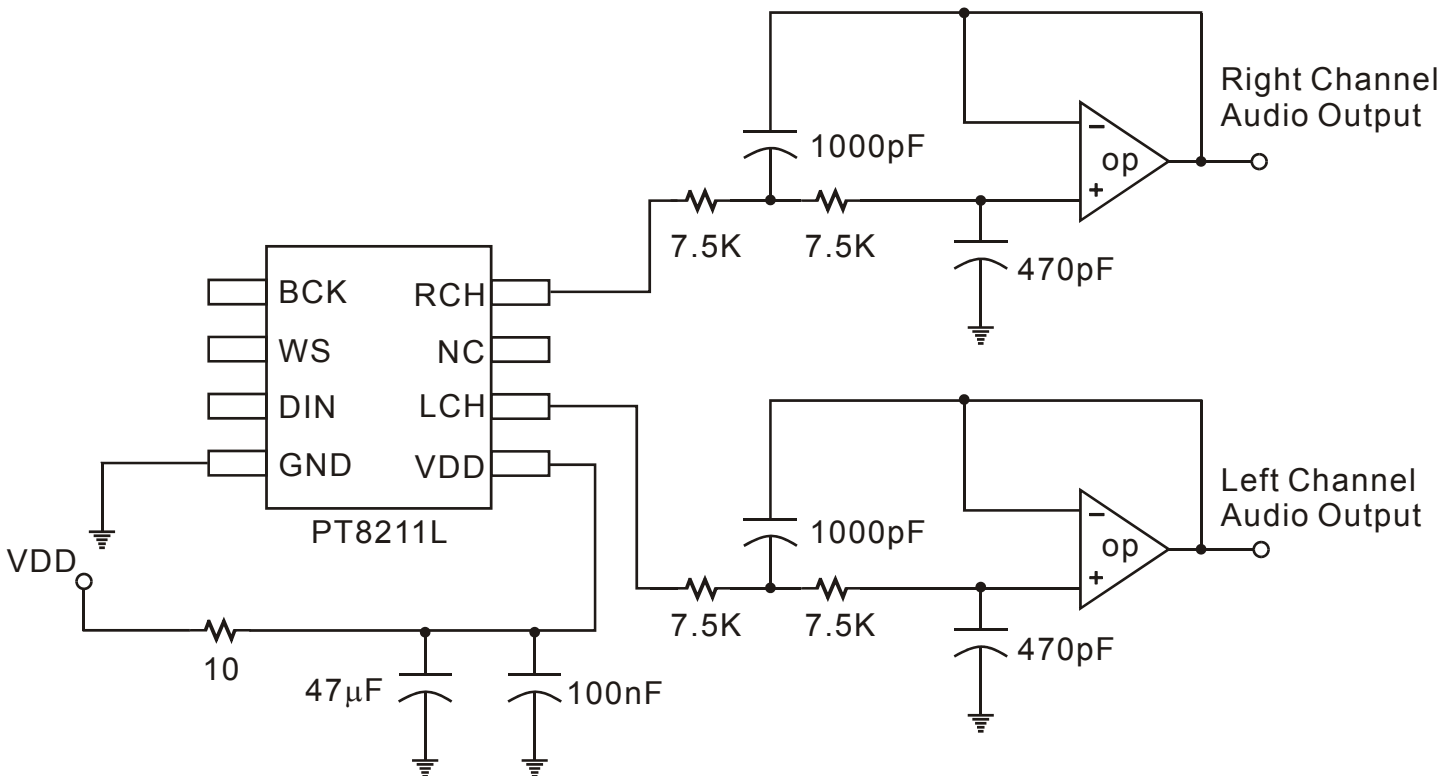 Right Channel
Audio Output
1000pF
−
op
+
7.5K
7.5K
470pF
BCK
RCH
WS
NC
DIN
LCH
GND
VDD
PT8211L
VDD
10
47μF
100nF
Left Channel
Audio Output
1000pF
−
op
+
7.5K
7.5K
470pF